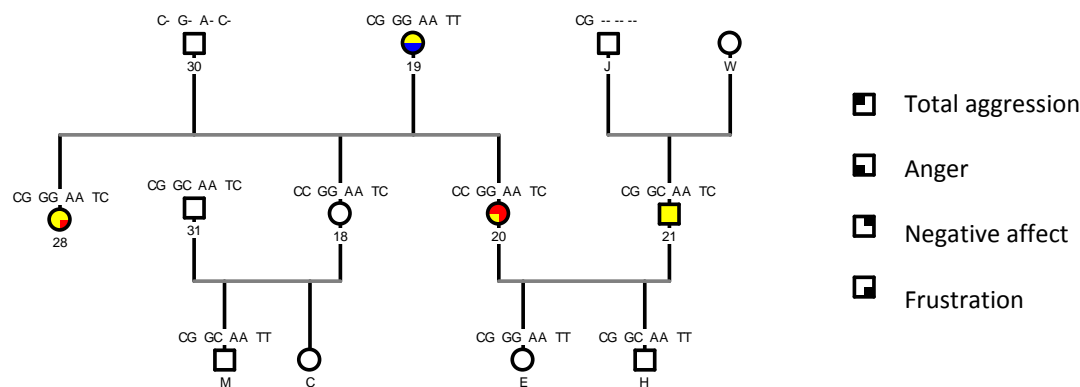 C- G- A- C-
CG GG AA TT
CG -- -- --
30
19
J
W
Total aggression
Anger
Negative affect
Frustration
CG GG AA TC
CG GC AA TC
CC GG AA TC
CC GG AA TC
CG GC AA TC
28
31
18
20
21
CG GC AA TT
CG GG AA TT
CG GC AA TT
M
C
E
H